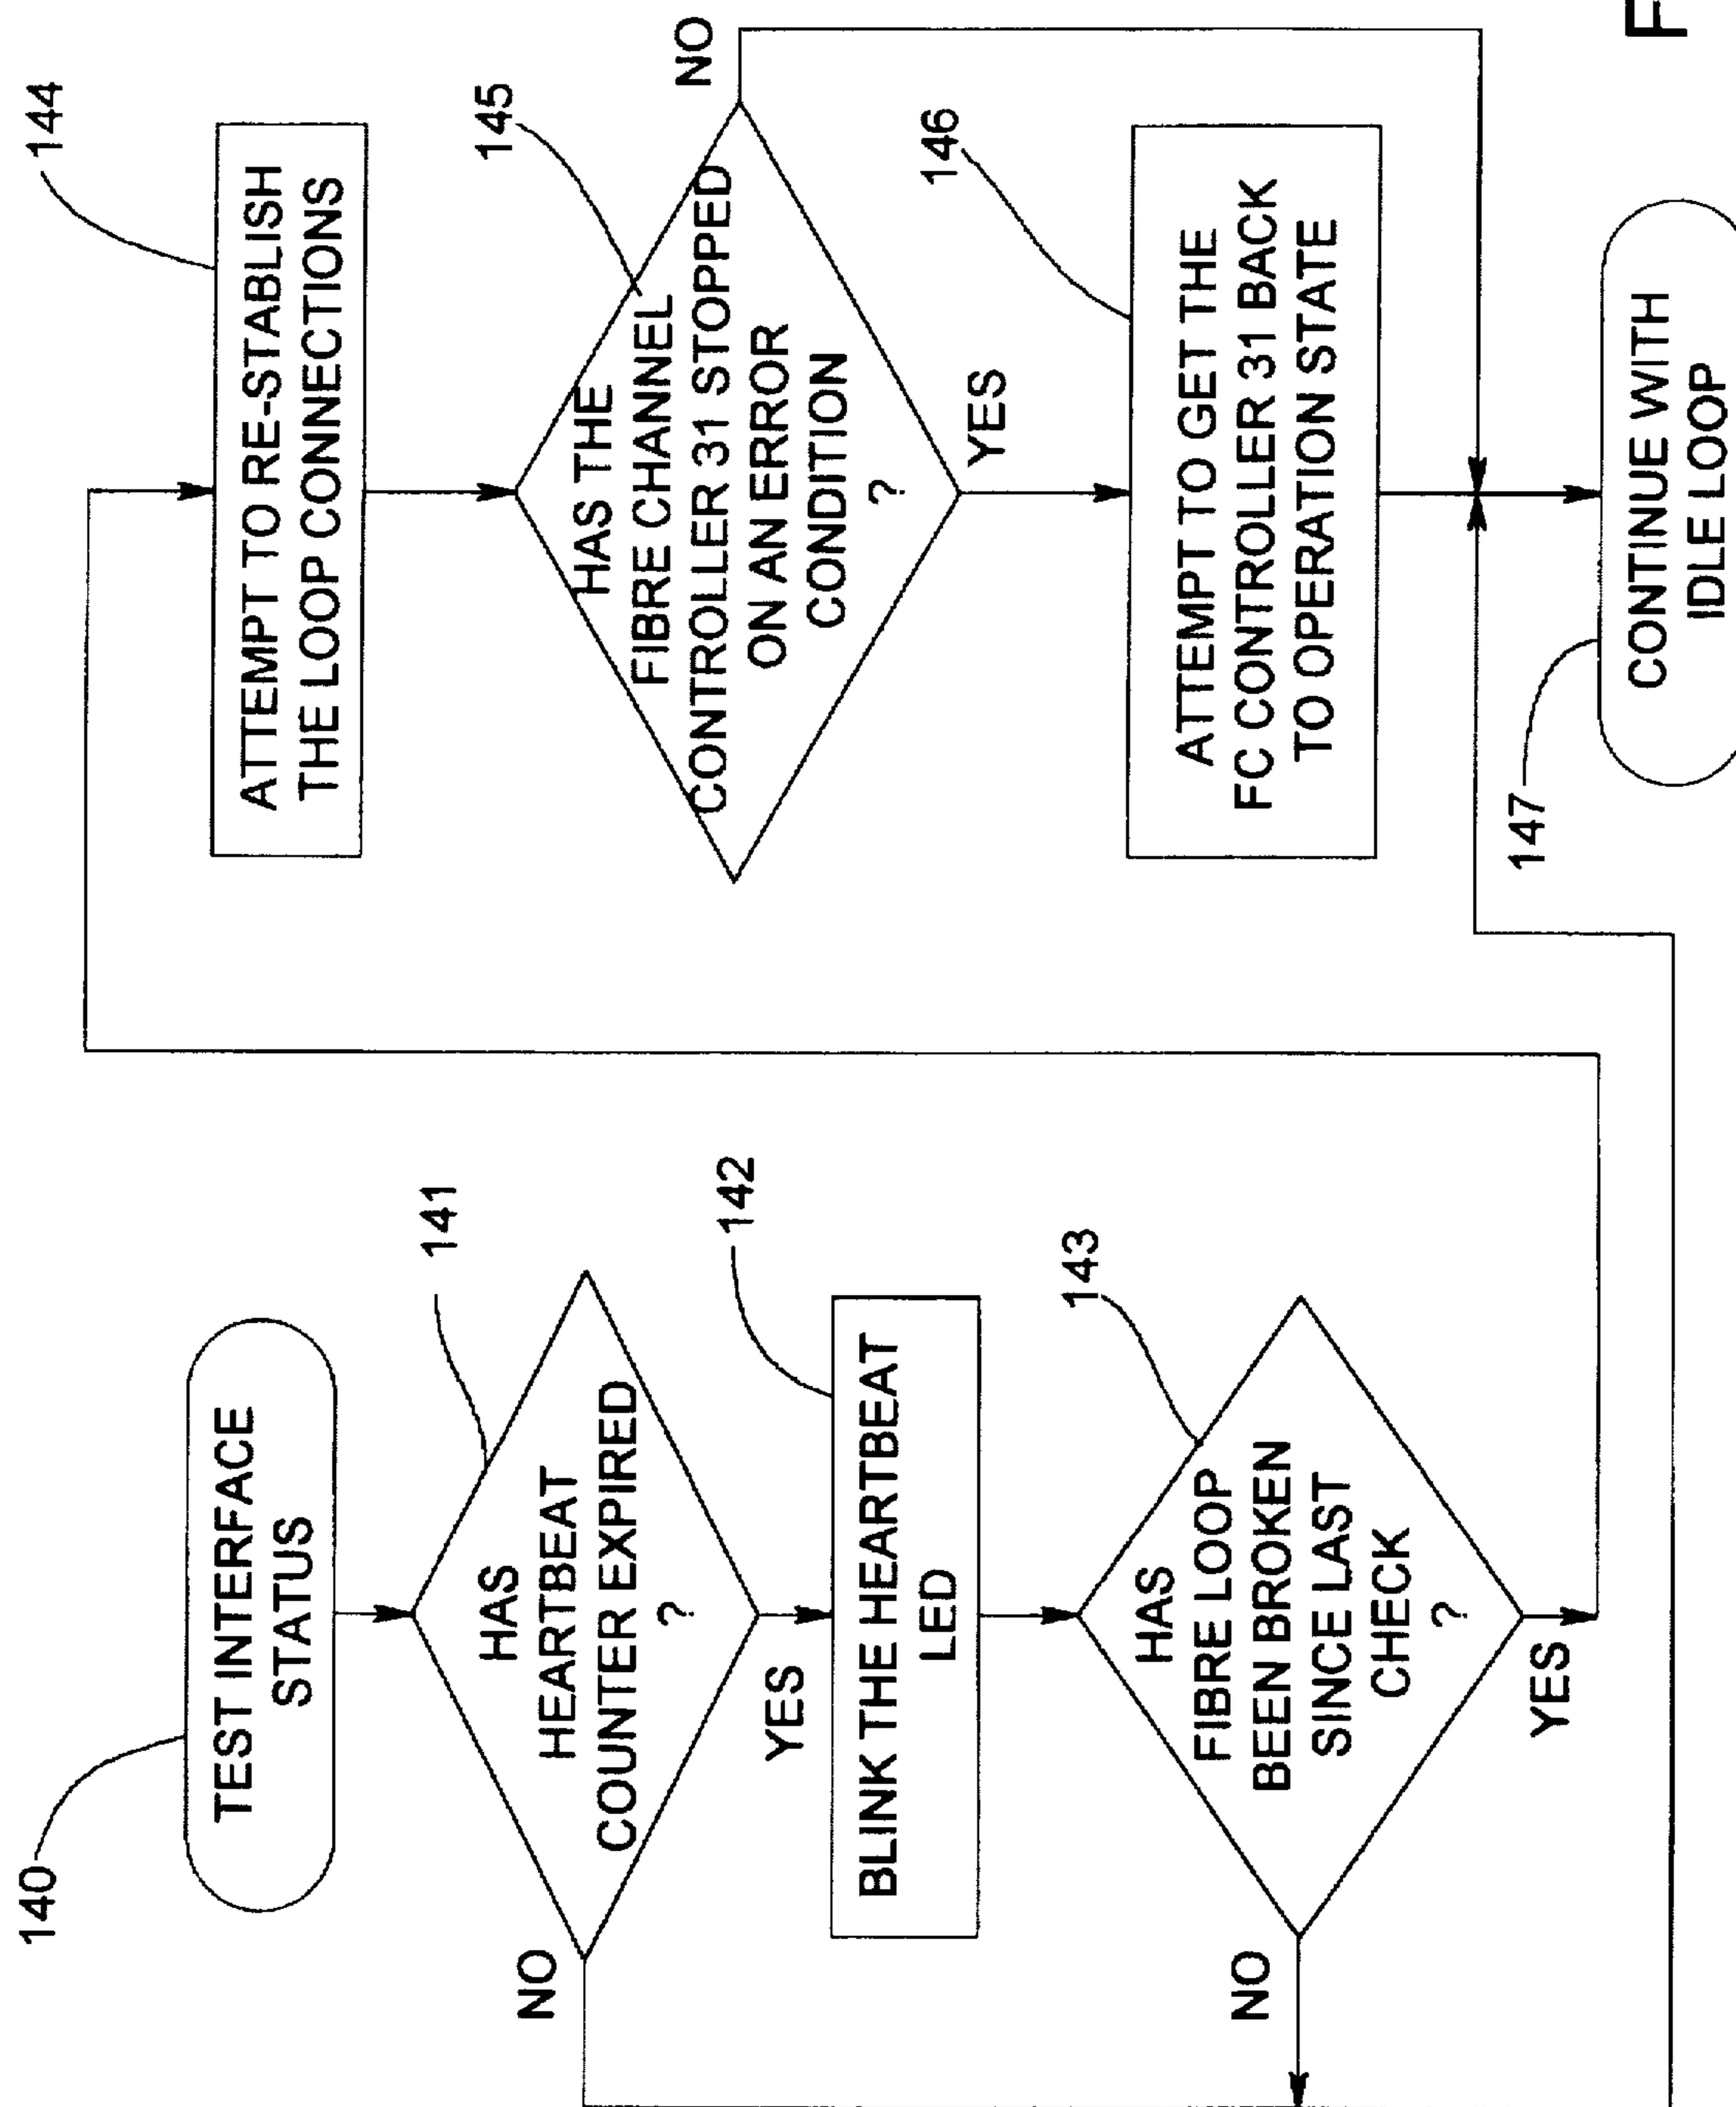 140
TEST INTERFACE
STATUS
141
HAS
HEARTBEAT
COUNTER EXPIRED
?
NO
YES
142
BLINK THE HEARTBEAT
LED
143
HAS
FIBRE LOOP
BEEN BROKEN
SINCE LAST
CHECK
?
NO
YES
144
ATTEMPT TO RE-STABLISH
THE LOOP CONNECTIONS
145
HAS THE
FIBRE CHANNEL
CONTROLLER 31 STOPPED
ON AN ERROR
CONDITION
?
NO
YES
146
ATTEMPT TO GET THE
FC CONTROLLER 31 BACK
TO OPERATION STATE
147
CONTINUE WITH
IDLE LOOP
F